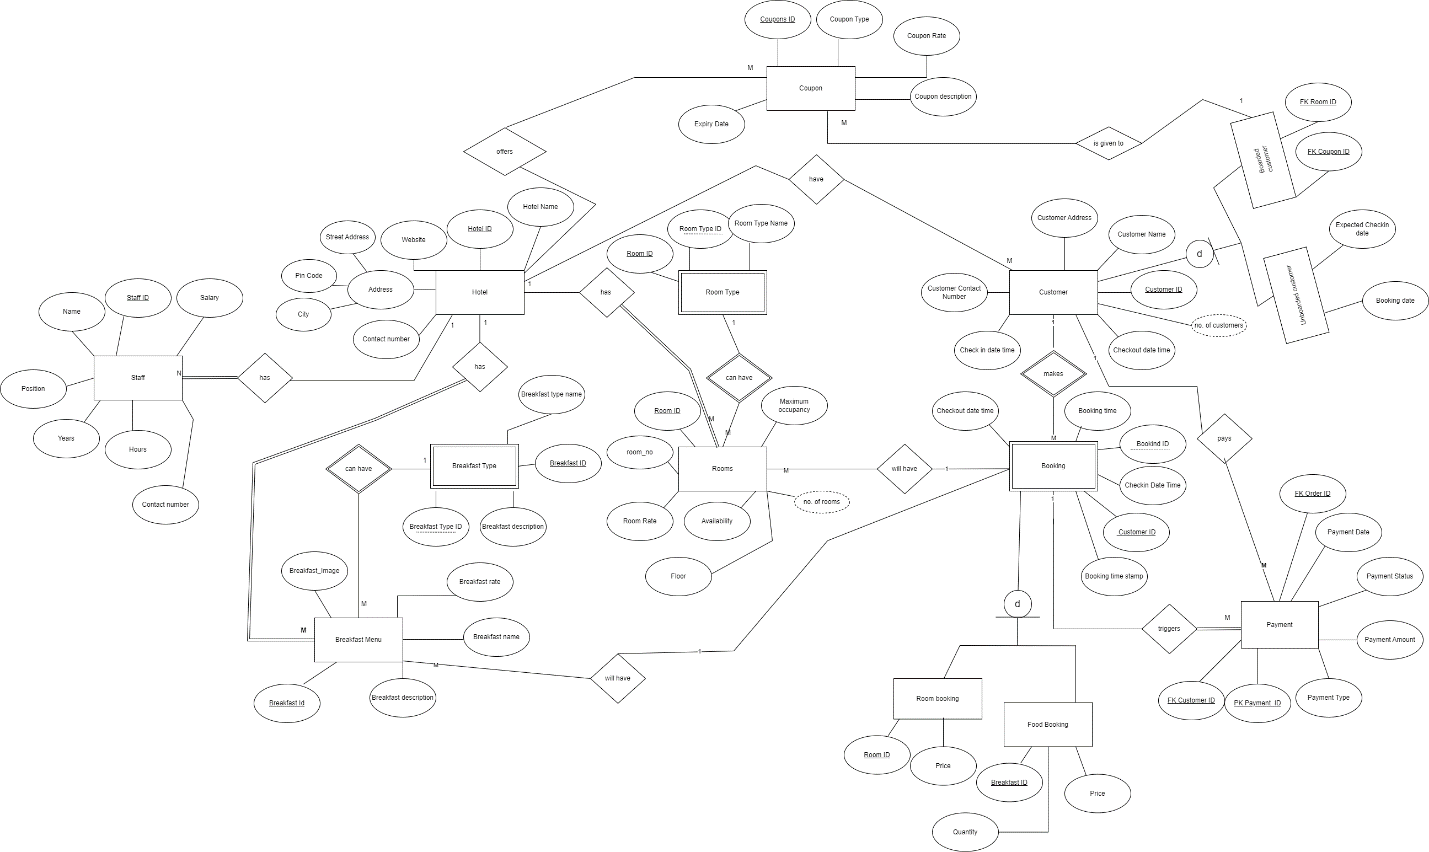 Coupons ID
Coupon Type
Coupon Rate
M
Coupon
Coupon description
Expiry Date
M
1
FK Room ID
is given to
FK Coupon ID
Boarded
customer
offers
have
Hotel Name
Hotel ID
Website
Street Address
Room Type Name
Room Type ID
Room ID
Customer Address
Customer Name
Expected Checkin
date
d
M
Pin Code
Address
City
Hotel
1
has
Room Type
Customer Contact
Number
Customer
Customer ID
Unboarded customer
Booking date
Staff ID
Salary
Name
Contact number
1
1
1
1
no. of customers
Check in date time
Checkout date time
1
Position
Staff
N
has
has
can have
makes
Years
Hours
Breakfast type name
Room ID
M
Maximum
occupancy
Checkout date time
Booking time
pays
M
M
room_no
Bookind ID
can have
1
Breakfast Type
Breakfast ID
Rooms
M
will have
1
Booking
Checkin Date Time
Contact number
no. of rooms
1
FK Order ID
Breakfast Type ID
Breakfast description
Room Rate
Availability
Customer ID
Payment Date
Breakfast_Image
Breakfast rate
Floor
Booking time stamp
M
Payment Status
M
d
M
Breakfast Menu
Breakfast name
triggers
M
Payment
Payment Amount
1
M
will have
Breakfast Id
Breakfast description
Room booking
FK Customer ID
PK Payment_ID
Payment Type
Food Booking
Room ID
Price
Breakfast ID
Price
Quantity